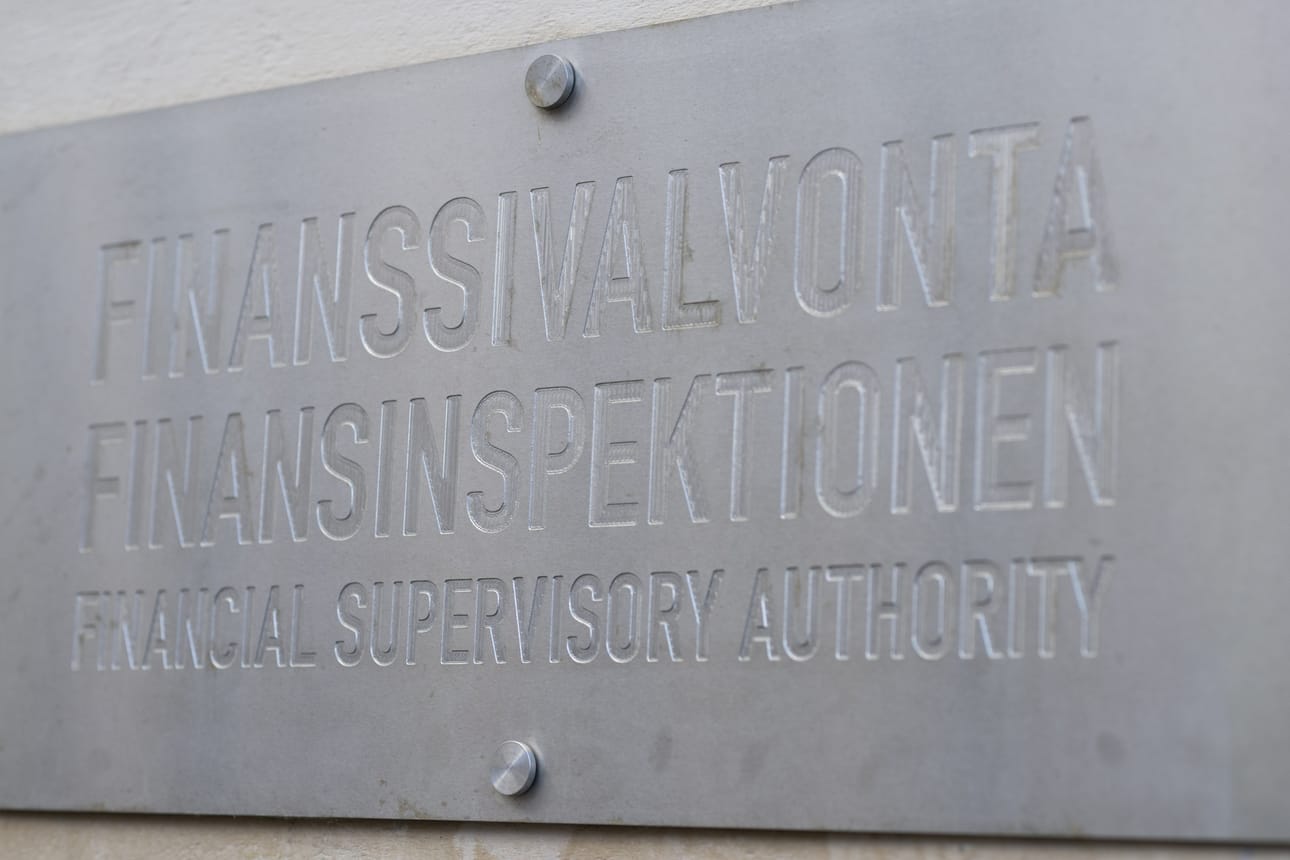 FINANSSIVALVONTA
FINANSINSPEKTIONEN
FINANCIAL SUPERVISORY AUTHORITY